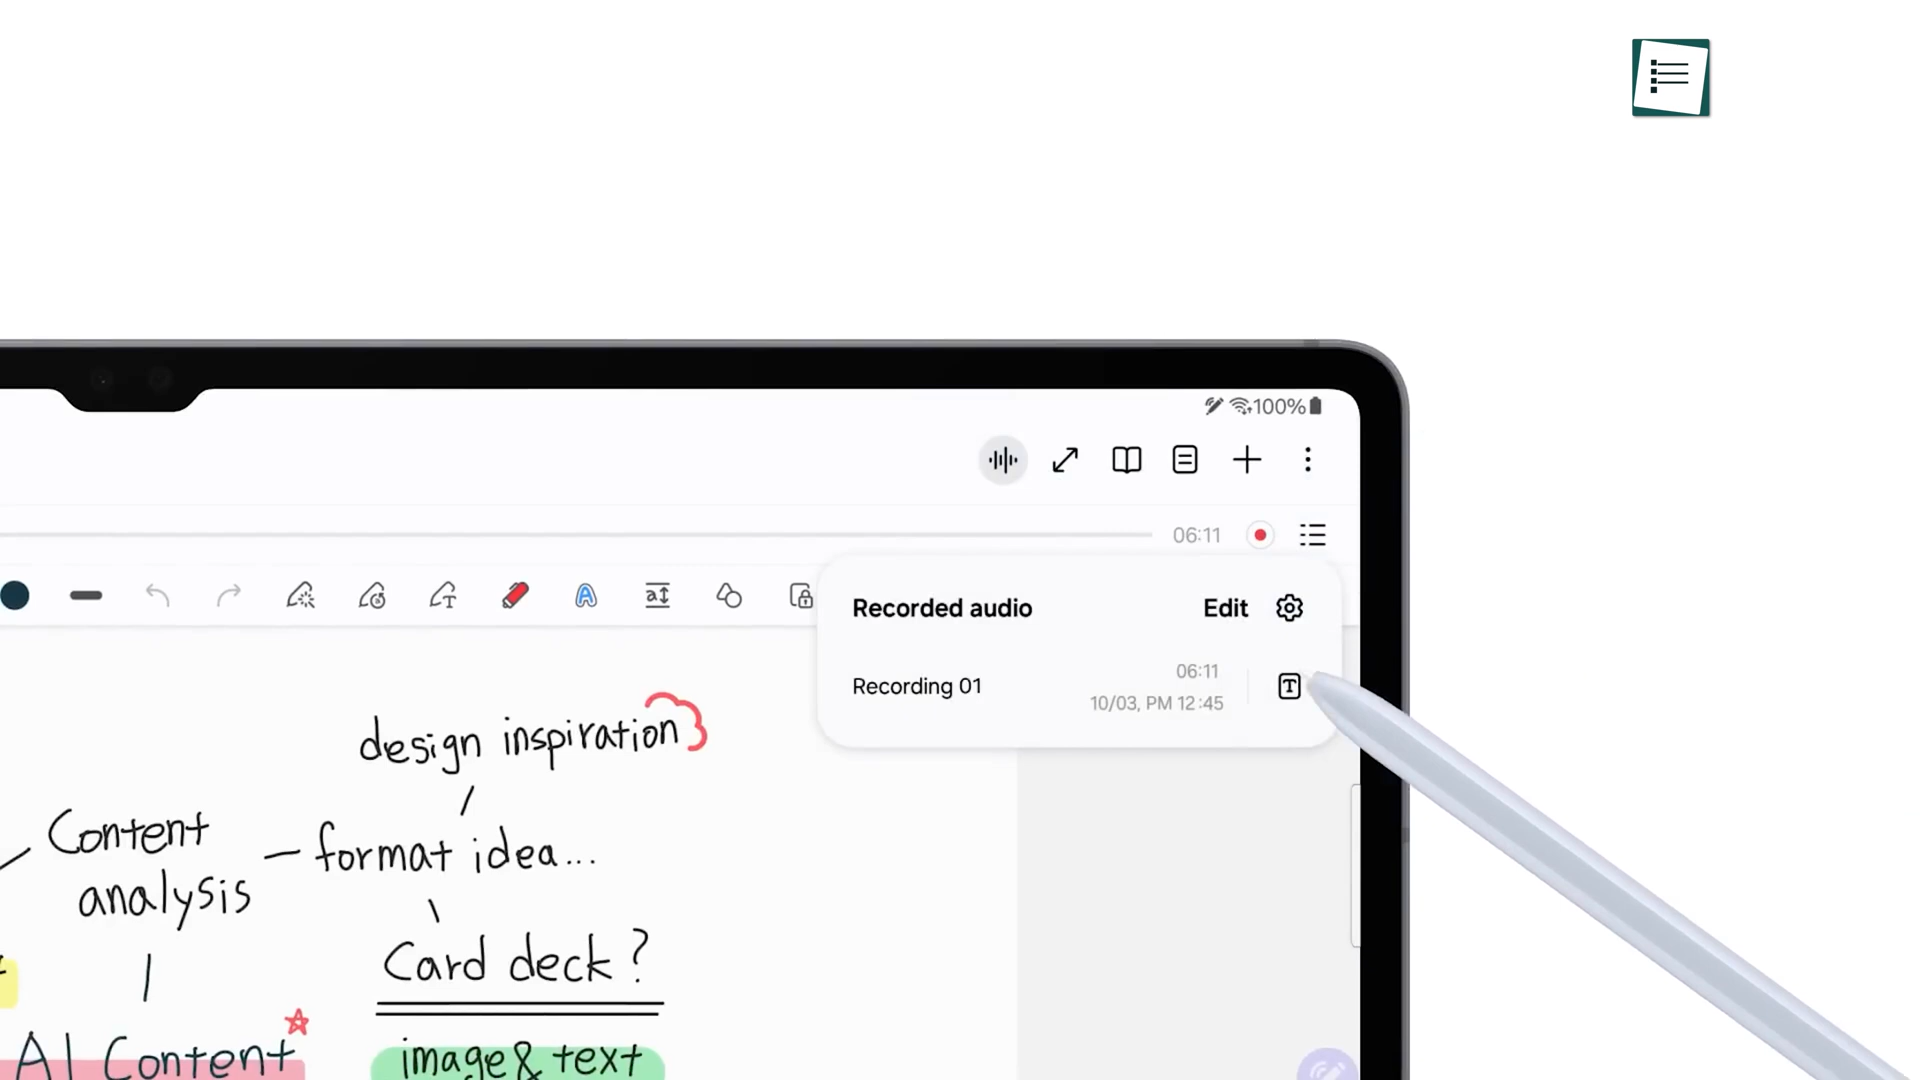 100%
06:11
Recorded audio
Edit
Recording 01
06:11
10/03, PM 12:45
design inspiration
Content
analysis
format idea...
Card deck?
AI Content
image & text